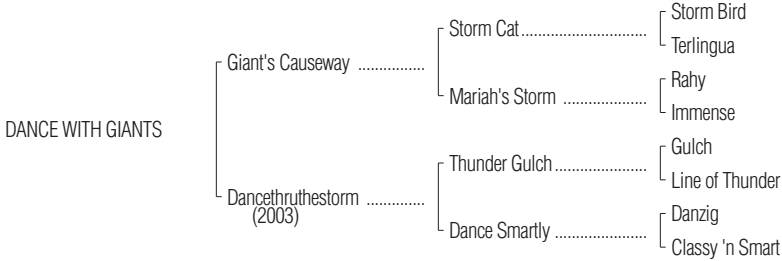 Storm Bird
Storm Cat..............................
Terlingua
Giant's Causeway ................
Rahy
Mariah's Storm ....................
Immense
DANCE WITH GIANTS
Gulch
Thunder Gulch......................
Line of Thunder
Dancethruthestorm ..............
(2003)
Danzig
Dance Smartly ......................
Classy 'n Smart